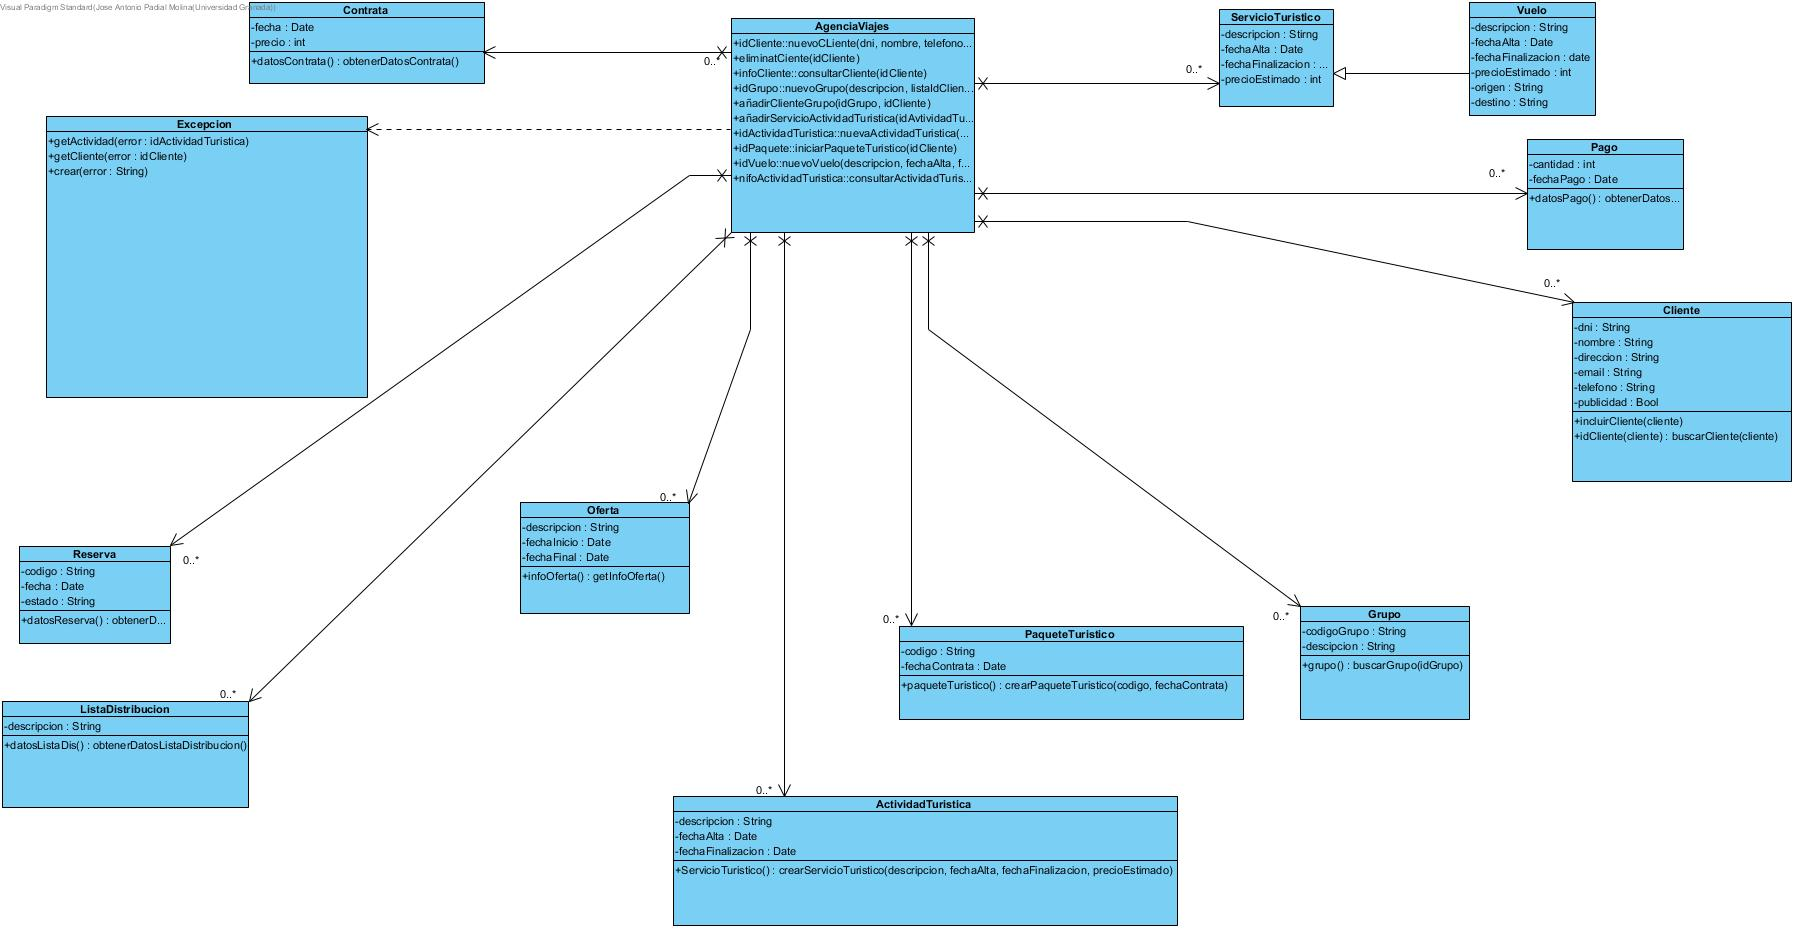 Visual Paradigm Standard(Jose Antonio Padial Molina(Universidad Granada))
Contrata
-fecha : Date
-precio : int
+datosContrata() : obtenerDatosContrata()
0..*
AgenciaViajes
+idCliente::nuevoCLiente(dni, nombre, telefono...
+eliminatCiente(idCliente)
+infoCliente::consultarCliente(idCliente)
+idGrupo::nuevoGrupo(descripcion, listaIdClien...
+añadirClienteGrupo(idGrupo, idCliente)
+añadirServicioActividadTuristica(idAvtividadTu...
+idActividadTuristica::nuevaActividadTuristica(...
+idPaquete::iniciarPaqueteTuristico(idCliente)
+idVuelo::nuevoVuelo(descripcion, fechaAlta, f...
+nifoActividadTuristica::consultarActividadTuris...
0..*
ServicioTuristico
-descripcion : Stirng
-fechaAlta : Date
-fechaFinalizacion : ...
-precioEstimado : int
Vuelo
-descripcion : String
-fechaAlta : Date
-fechaFinalizacion : date
-precioEstimado : int
-origen : String
-destino : String
Excepcion
+getActividad(error : idActividadTuristica)
+getCliente(error : idCliente)
+crear(error : String)
0..*
Pago
-cantidad : int
-fechaPago : Date
+datosPago() : obtenerDatos...
0..*
Cliente
-dni : String
-nombre : String
-direccion : String
-email : String
-telefono : String
-publicidad : Bool
+incluirCliente(cliente)
+idCliente(cliente) : buscarCliente(cliente)
0..*
Reserva
-codigo : String
-fecha : Date
-estado : String
+datosReserva() : obtenerD...
0..*
Oferta
-descripcion : String
-fechaInicio : Date
-fechaFinal : Date
+infoOferta() : getInfoOferta()
0..*
PaqueteTuristico
-codigo : String
-fechaContrata : Date
+paqueteTuristico() : crearPaqueteTuristico(codigo, fechaContrata)
0..*
Grupo
-codigoGrupo : String
-descipcion : String
+grupo() : buscarGrupo(idGrupo)
0..*
ListaDistribucion
-descripcion : String
+datosListaDis() : obtenerDatosListaDistribucion()
0..*
ActividadTuristica
-descripcion : String
-fechaAlta : Date
-fechaFinalizacion : Date
+ServicioTuristico() : crearServicioTuristico(descripcion, fechaAlta, fechaFinalizacion, precioEstimado)